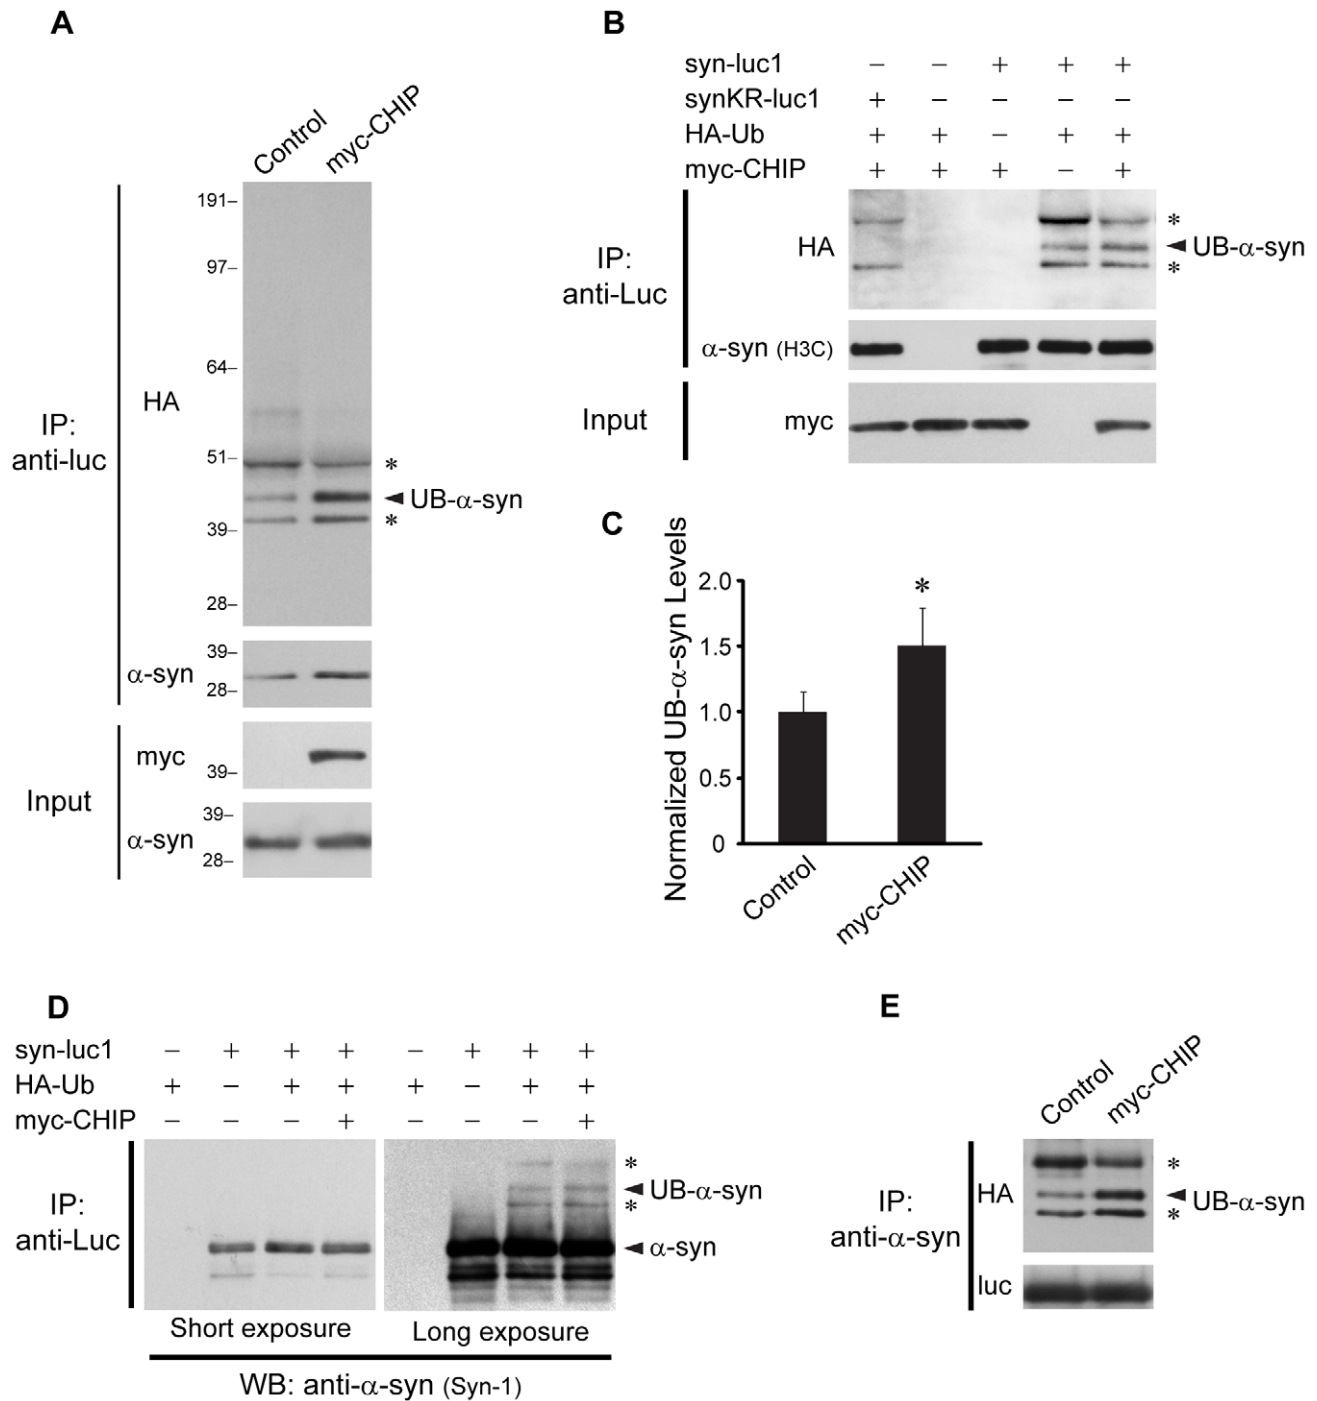 A
Control
myc-CHIP
191–
97–
64–
HA
51–
*
UB-α-syn
*
39–
28–
IP:
anti-luc
39–
α-syn
28–
myc
39–
Input
39–
α-syn
28–
B
syn-luc1 – – + + +
synKR-luc1 + – – – –
HA-Ub + + – + +
myc-CHIP + + + – +
IP:
anti-Luc
HA
*
UB-α-syn
*
α-syn (H3C)
Input
myc
C
Normalized UB-α-syn Levels
2.0
1.5
1.0
0.5
0
*
Control
myc-CHIP
D
syn-luc1 – + + + – + + +
HA-Ub + – + + + – + +
myc-CHIP – – – + – – – +
IP:
anti-Luc
*
UB-α-syn
*
α-syn
Short exposure
Long exposure
WB: anti-α-syn (Syn-1)
E
Control
myc-CHIP
IP:
anti-α-syn
HA
*
UB-α-syn
*
luc